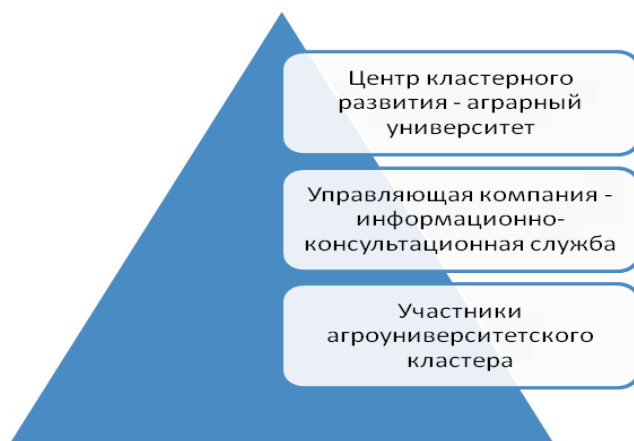 Центр кластерного
развития - аграрный
университет
Управляющая компания -
информационно-
консультационная служба
Участники
агроуниверситетского
кластера